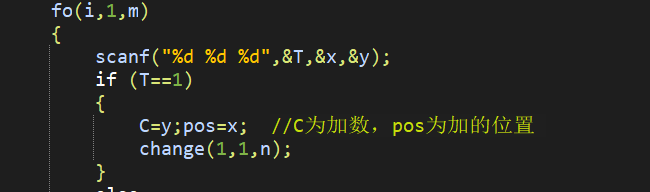 fo(i,1,m)
{
scanf("%d %d %d",&T,&x,&y);
if (T==1)
{
C=y;pos=x;  //C为加数，pos为加的位置
change(1,1,n);
}
else